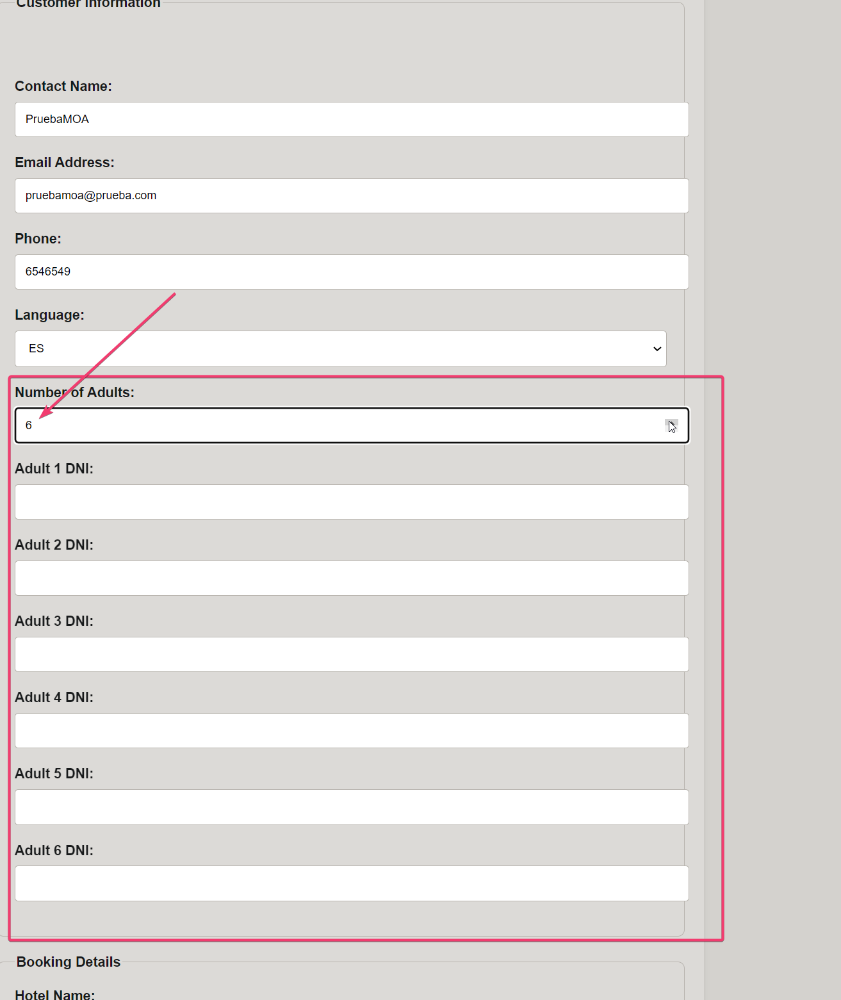 Customer Information
Contact Name:
PruebaMOA
Email Address:
pruebamoa@prueba.com
Phone:
6546549
Language:
ES
Number of Adults:
6
Adult 1 DNI:
Adult 2 DNI:
Adult 3 DNI:
Adult 4 DNI:
Adult 5 DNI:
Adult 6 DNI:
Booking Details
Hotel Name: